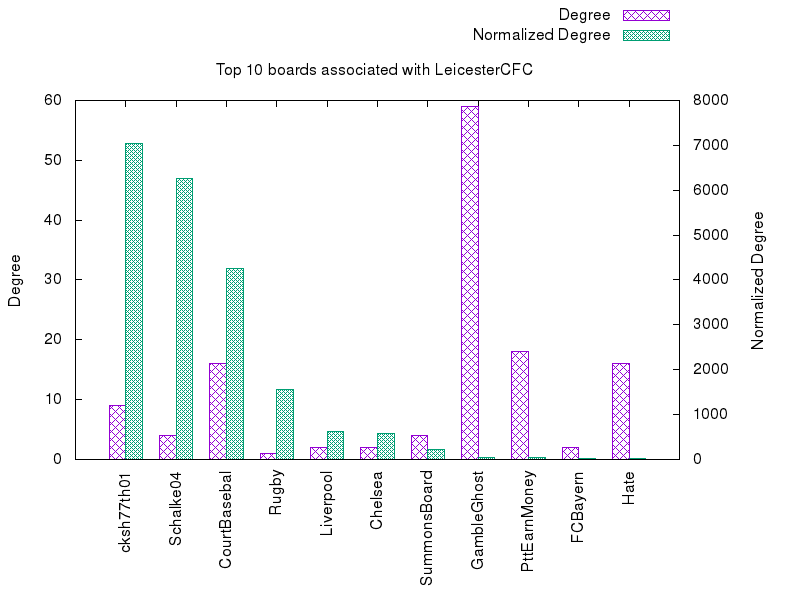 Degree
Normalized Degree
Top 10 boards associated with LeicesterCFC
60
50
40
30
20
10
0
8000
7000
6000
5000
4000
3000
2000
1000
0
Degree
Normalized Degree
cksh77th01
Schalke04
CourtBasebal
Rugby
Liverpool
Chelsea
SummonsBoard
GambleGhost
PttEarnMoney
FCBayern
Hate